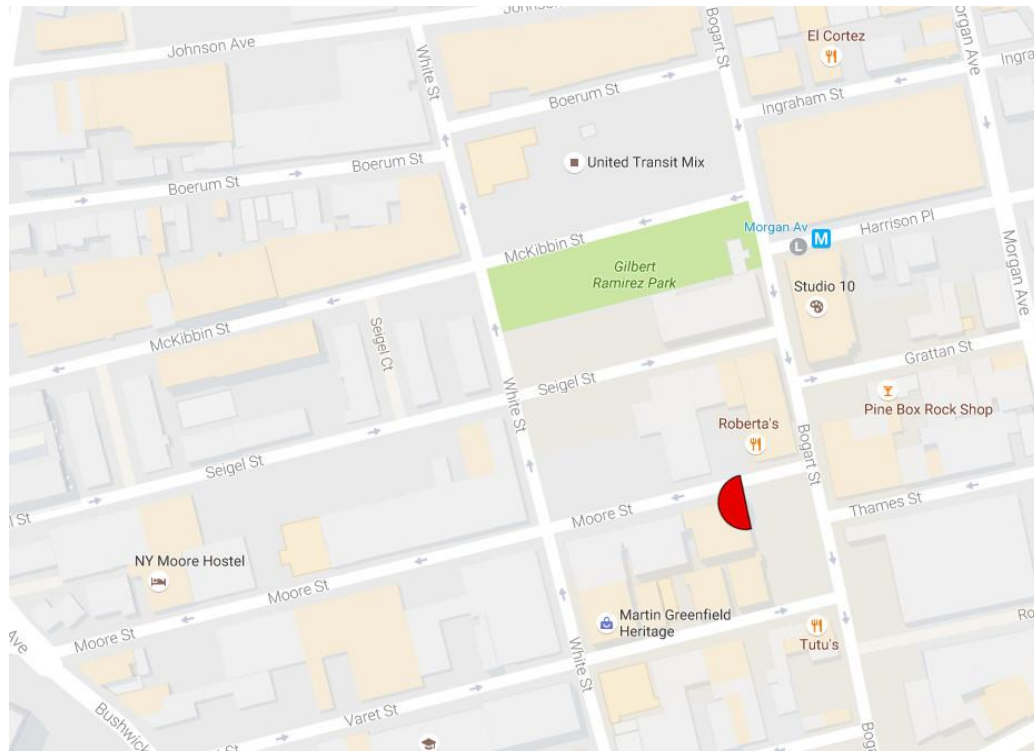 Johnson Ave
Johnson
White St
Bogart St
El Cortez
Morgan Ave
Boerum St
Ingraham St
United Transit Mix
Boerum St
McKibbin St
Morgan Av
M
L
Harrison Pl
Gilbert
Ramirez Park
Studio 10
Morgan Ave
McKibbin St
Seigel Ct
Seigel St
White St
Grattan St
Pine Box Rock Shop
Roberta's
Bogart St
Seigel St
Moore St
Thames St
NY Moore Hostel
Moore St
Martin Greenfield
Heritage
Tutu's
Moore St
White St
Varet St
Bushwick
Ave